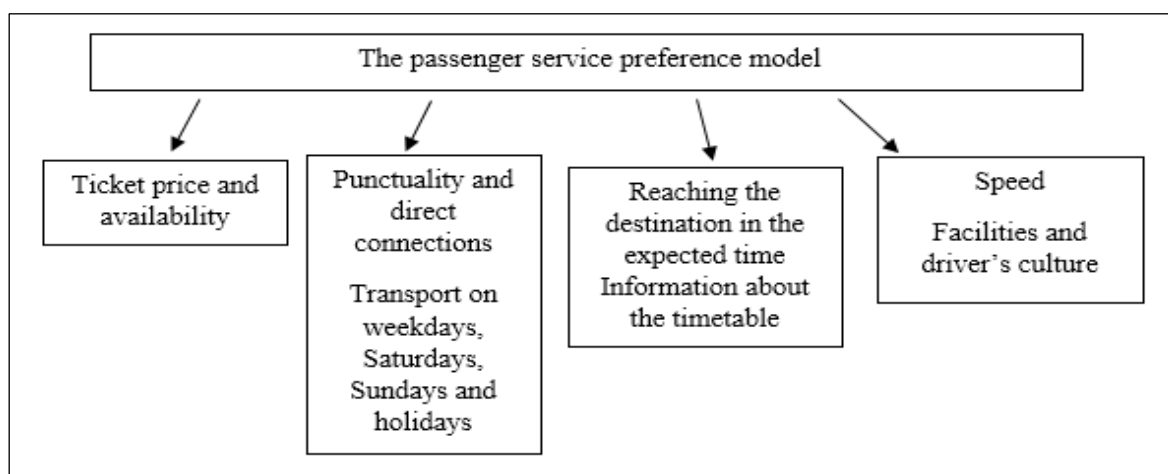 The passenger service preference model
Ticket price and
availability
Punctuality and
direct
connections
Transport on
weekdays,
Saturdays,
Sundays and
holidays
Reaching the
destination in the
expected time
Information about
the timetable
Speed
Facilities and
driver’s culture